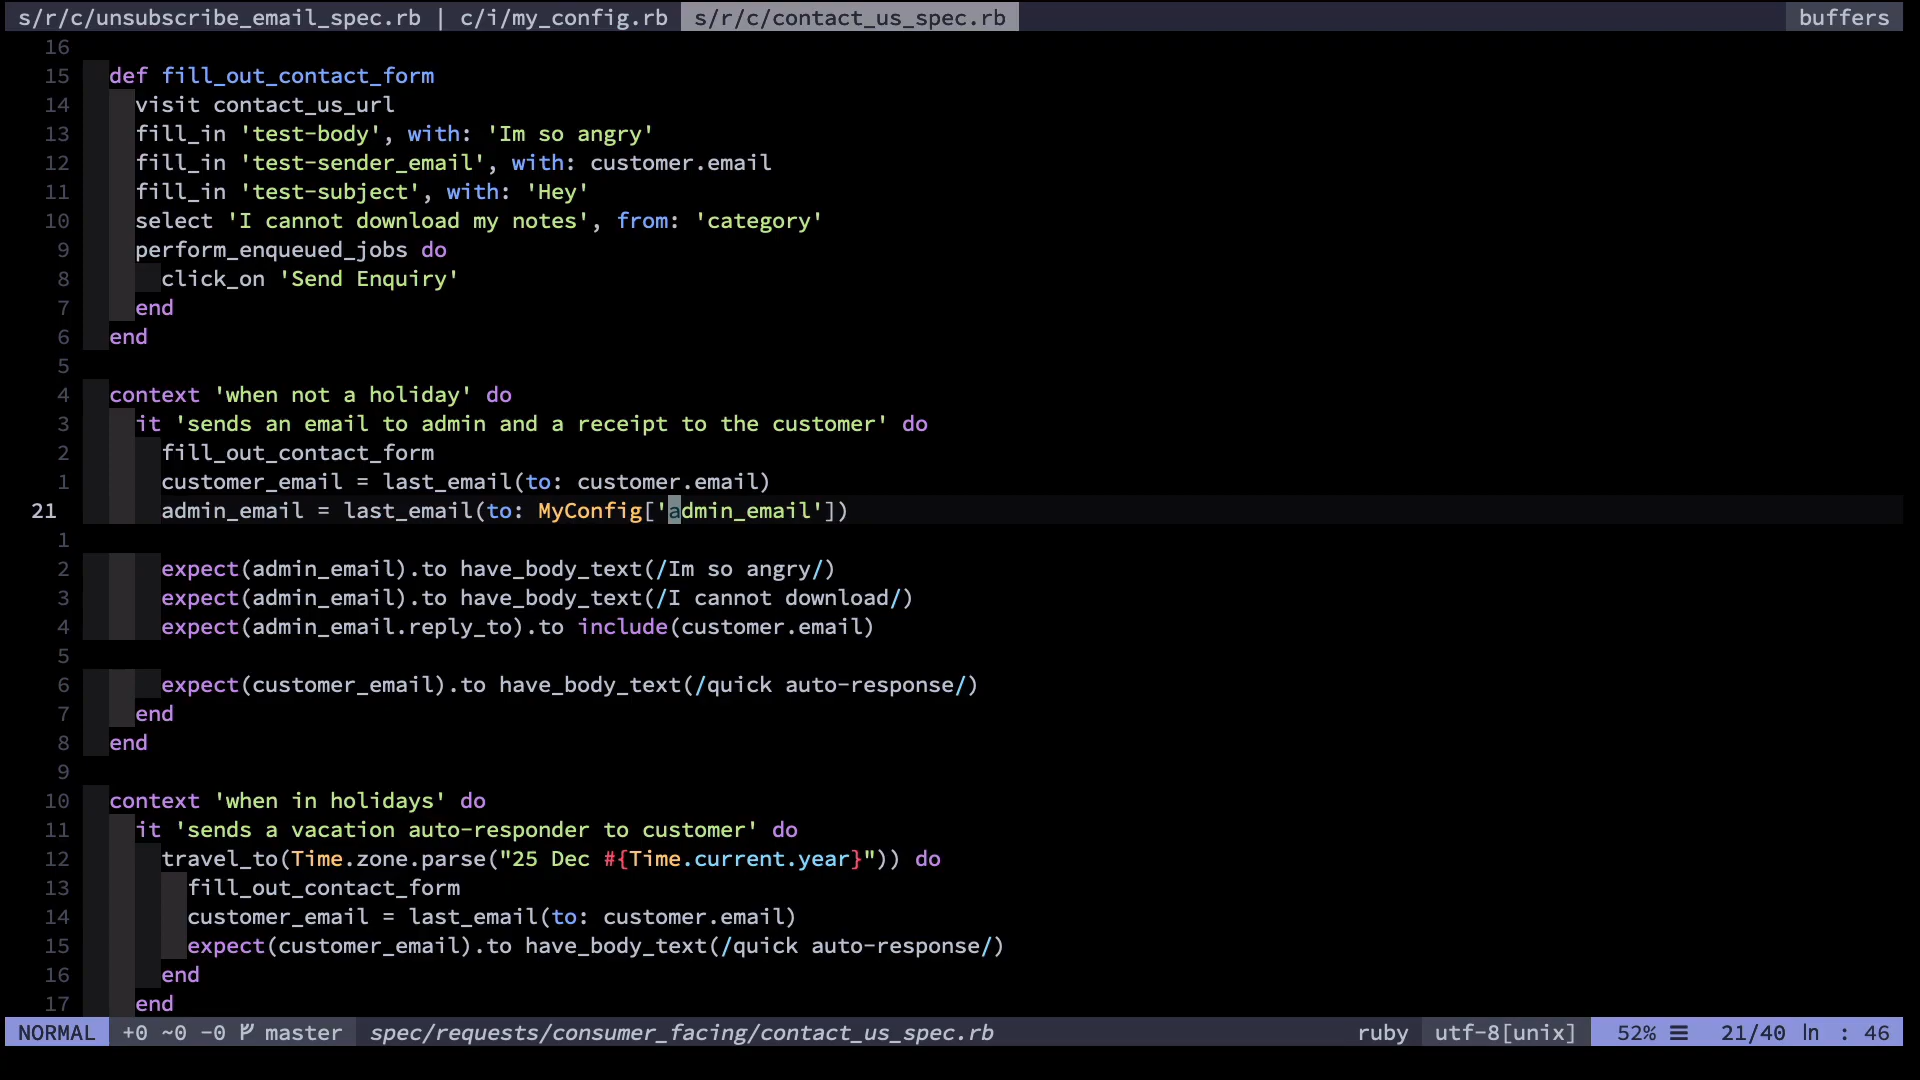 s/r/c/unsubscribe_email_spec.rb | c/i/my_config.rb s/r/c/contact_us_spec.rb buffers
16
15 def fill_out_contact_form
14 visit contact_us_url
13 fill_in 'test-body', with: 'Im so angry'
12 fill_in 'test-sender_email', with: customer.email
11 fill_in 'test-subject', with: 'Hey'
10 select 'I cannot download my notes', from: 'category'
9 perform_enqueued_jobs do
8 click_on 'Send Enquiry'
7 end
6 end
5
4 context 'when not a holiday' do
3 it 'sends an email to admin and a receipt to the customer' do
2 fill_out_contact_form
1 customer_email = last_email(to: customer.email)
21 admin_email = last_email(to: MyConfig['admin_email'])
1
2 expect(admin_email).to have_body_text(/Im so angry/)
3 expect(admin_email).to have_body_text(/I cannot download/)
4 expect(admin_email.reply_to).to include(customer.email)
5
6 expect(customer_email).to have_body_text(/quick auto-response/)
7 end
8 end
9
10 context 'when in holidays' do
11 it 'sends a vacation auto-responder to customer' do
12 travel_to(Time.zone.parse("25 Dec #{Time.current.year}")) do
13 fill_out_contact_form
14 customer_email = last_email(to: customer.email)
15 expect(customer_email).to have_body_text(/quick auto-response/)
16 end
17 end
NORMAL +0 ~0 -0 master spec/requests/consumer_facing/contact_us_spec.rb ruby utf-8[unix] 52% ☰ 21/40 ln : 46